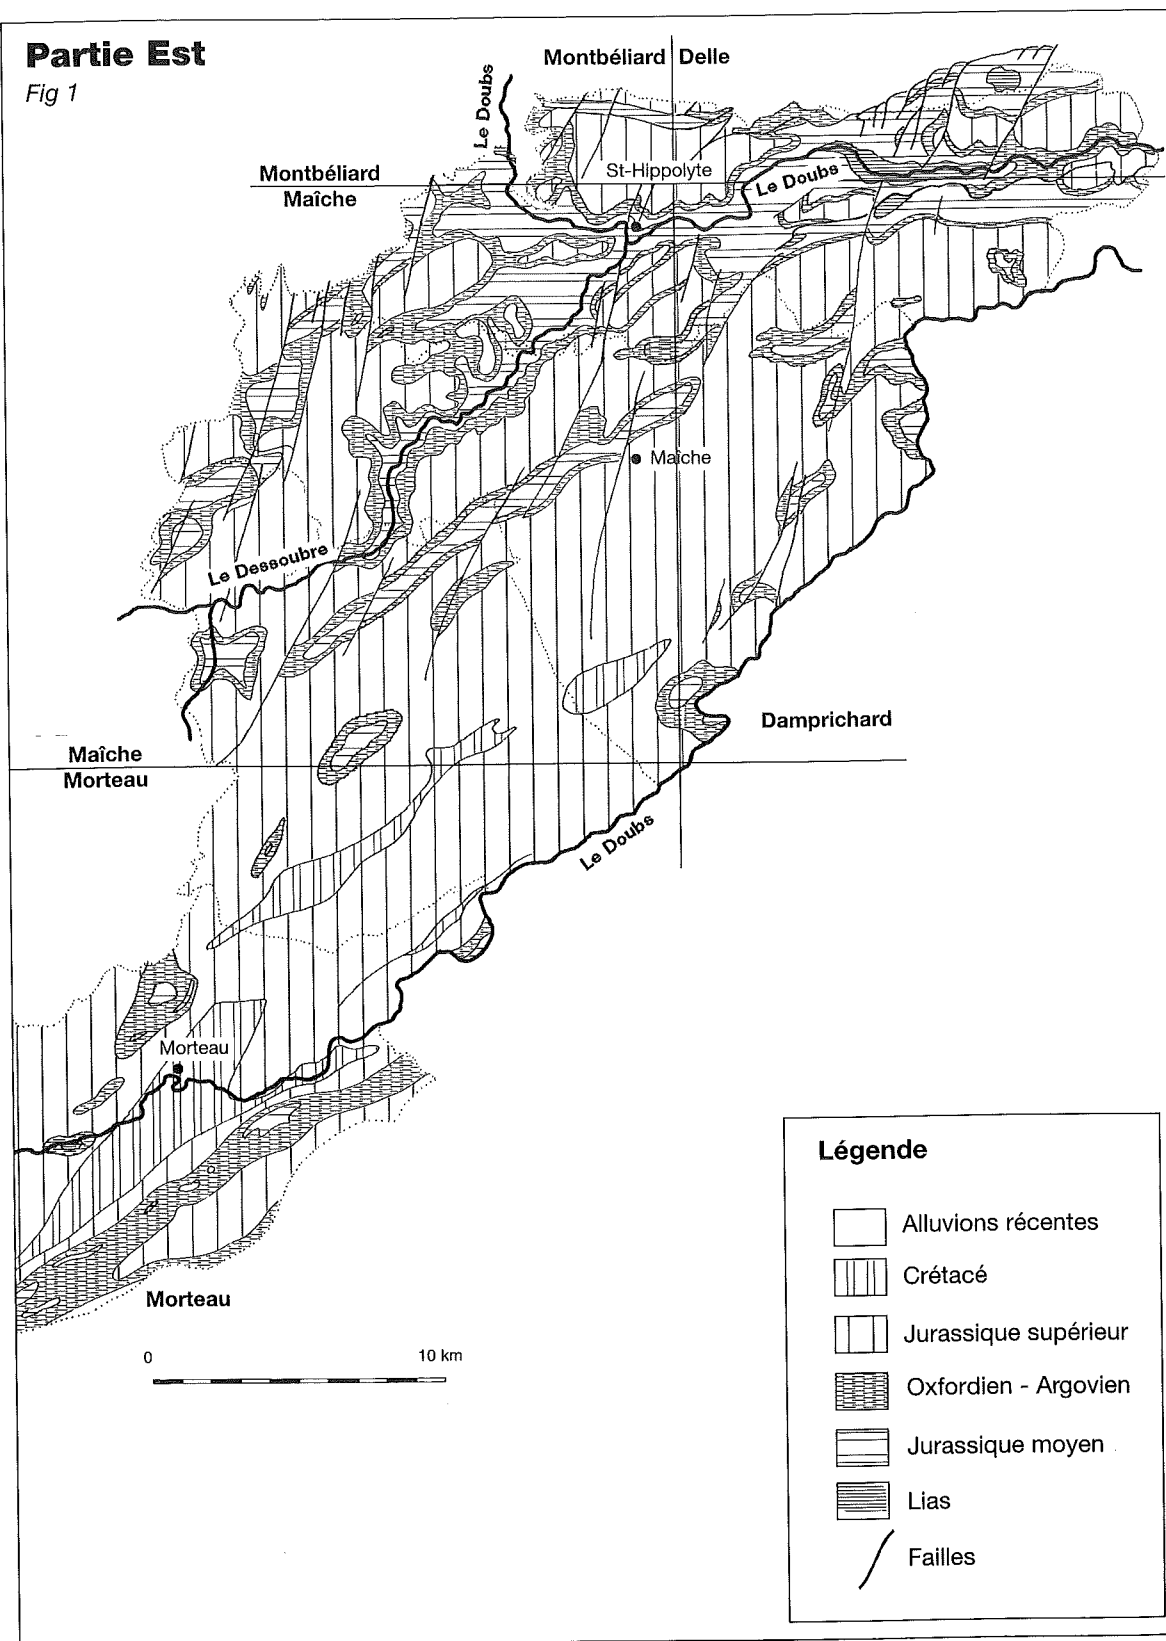 Partie Est
Fig 1
Montbéliard
Delle
Le Doubs
Montbéliard
Maîche
St-Hippolyte
Le Doubs
Maîche
Le Dessoubre
Damprichard
Maîche
Morteau
Le Doubs
Morteau
Morteau
0
10 km
Légende
Alluvions récentes
Crétacé
Jurassique supérieur
Oxfordien - Argovien
Jurassique moyen
Lias
Failles